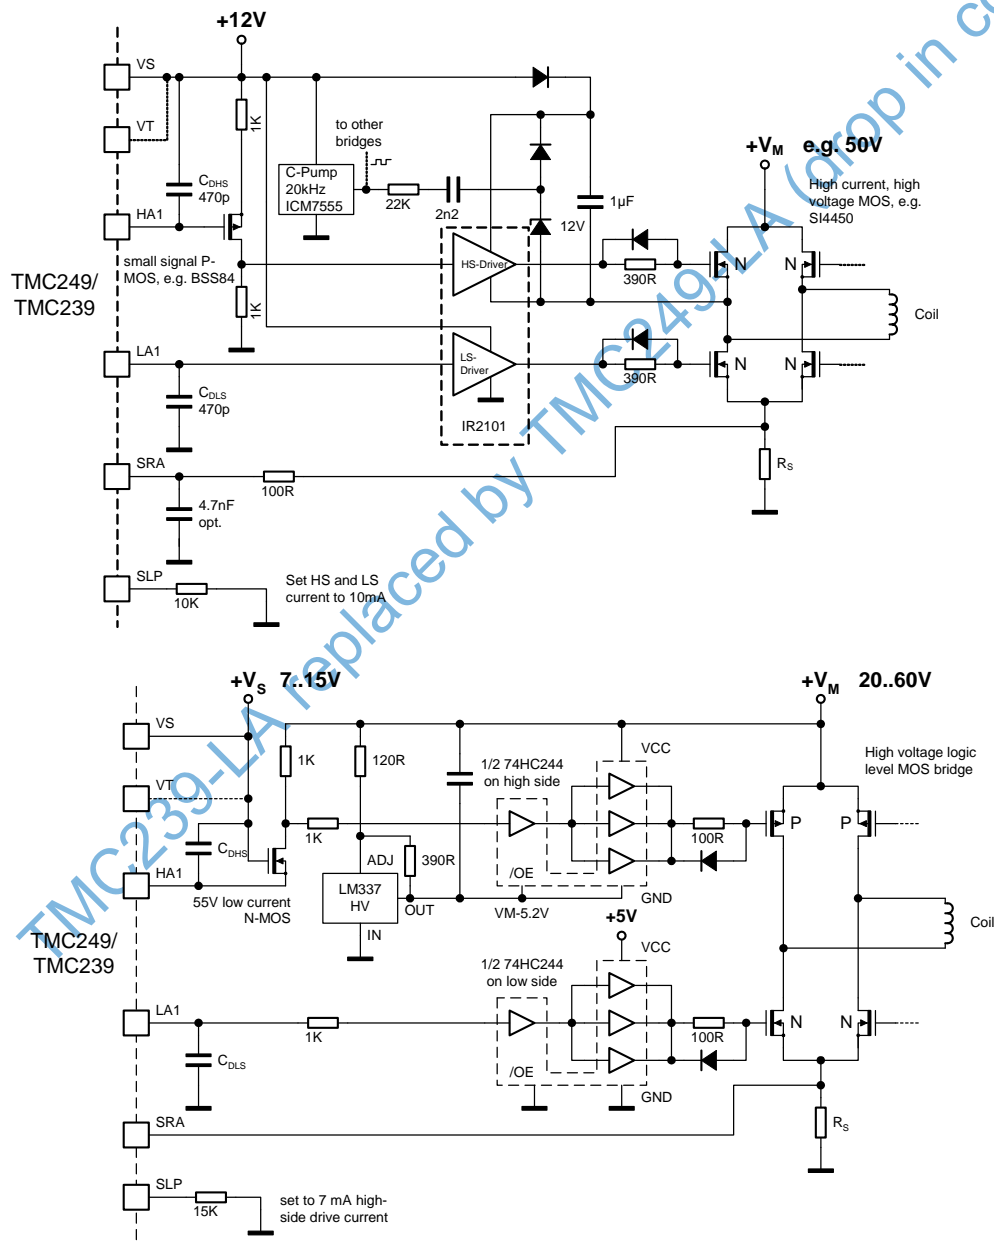 +12V
VS
VT
1K
to other
bridges
C-Pump
20kHz
ICM7555
22K
2n2
12V
1µF
+VM e.g. 50V
High current, high
voltage MOS, e.g.
SI4450
CDHS
470p
HA1
small signal P-
MOS, e.g. BSS84
1K
HS-Driver
390R
N
N
TMC249/
TMC239
Coil
LA1
LS-
Driver
390R
N
N
CDLS
470p
IR2101
SRA
100R
RS
4.7nF
opt.
SLP
10K
Set HS and LS
current to 10mA
TMC239-LA replaced by TMC249-LA (drop in co
+VS 7..15V
+VM 20..60V
VS
VT
1K
120R
1/2 74HC244
on high side
VCC
High voltage logic
level MOS bridge
CDHS
1K
ADJ
390R
/OE
100R
P
P
HA1
55V low current
N-MOS
LM337
HV
OUT
IN
VM-5.2V
GND
+5V
TMC249/
TMC239
Coil
1/2 74HC244
on low side
VCC
LA1
1K
100R
N
N
CDLS
/OE
GND
SRA
RS
SLP
15K
set to 7 mA high-
side drive current